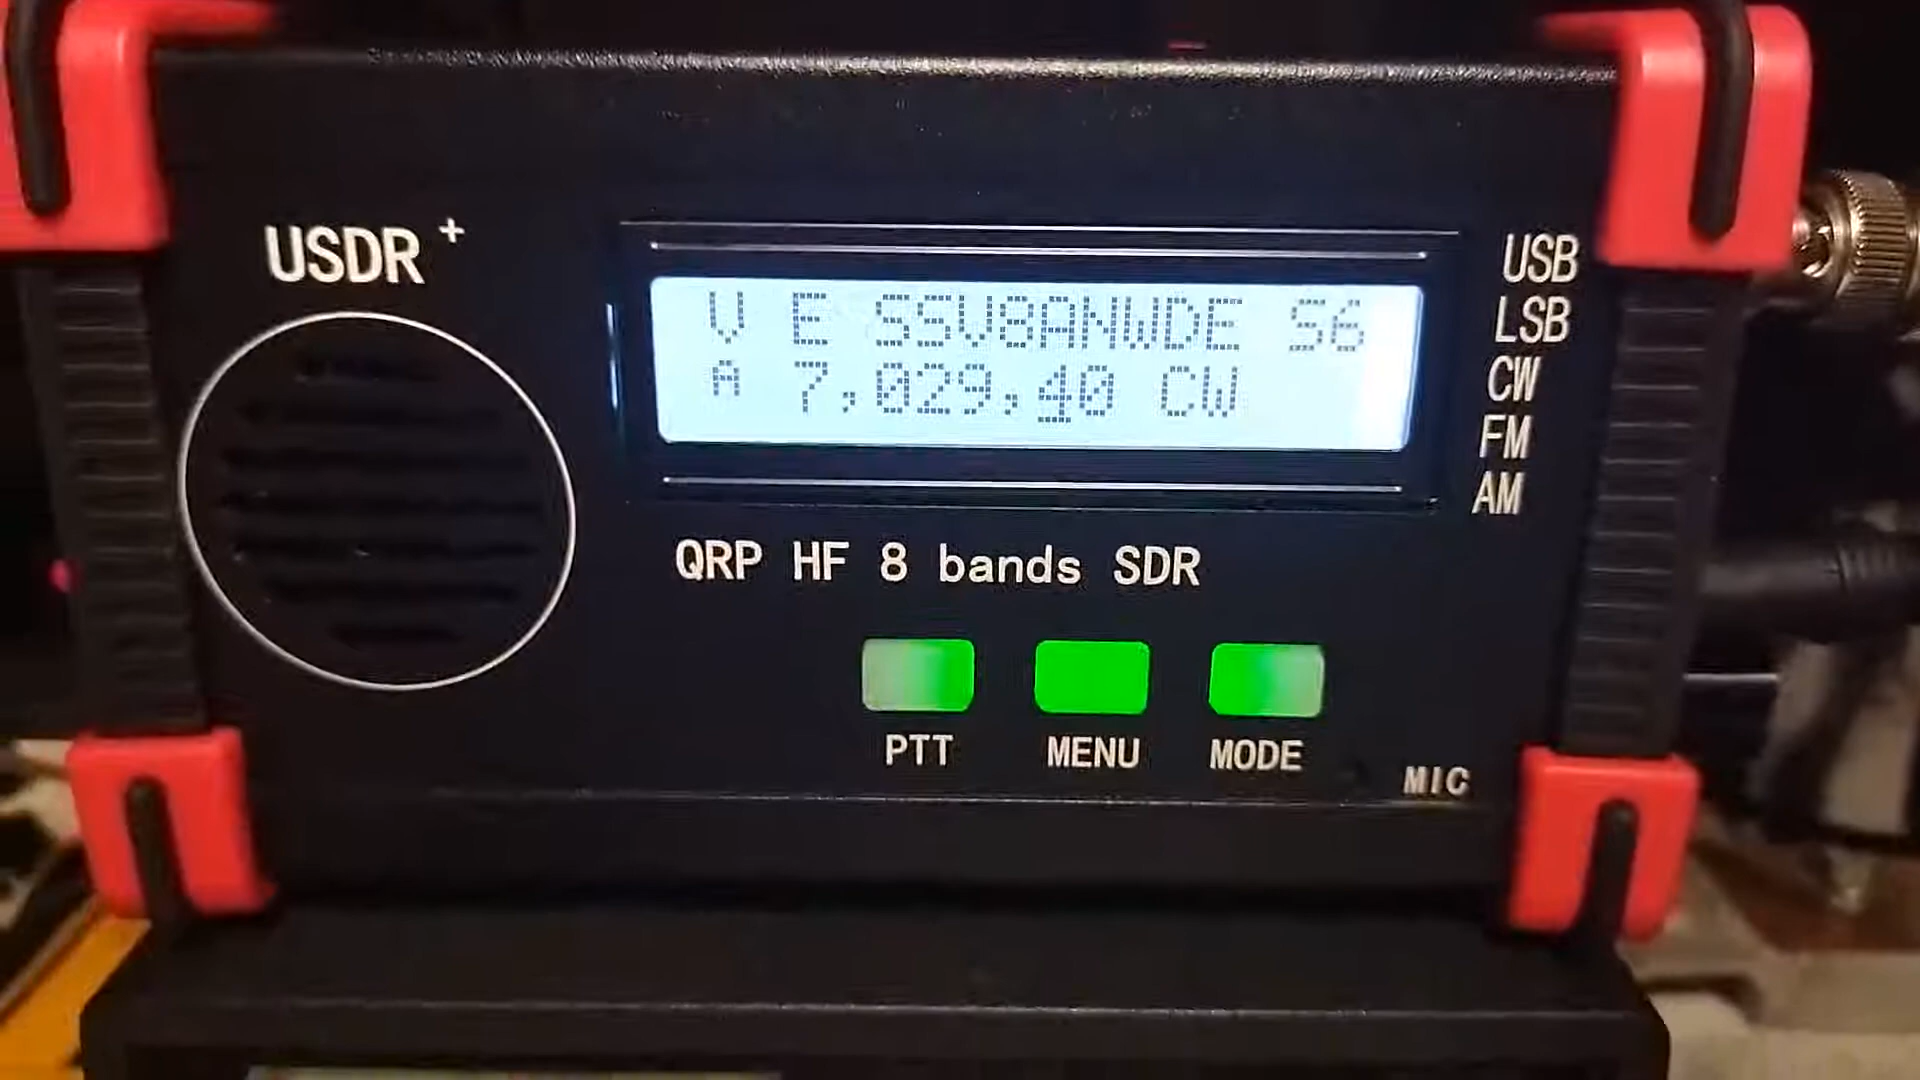 USDR+
V E SSV8ANWDE S6
A 7,029,40 CW
USB
LSB
CW
FM
AM
QRP HF 8 bands SDR
PTT MENU MODE
MIC